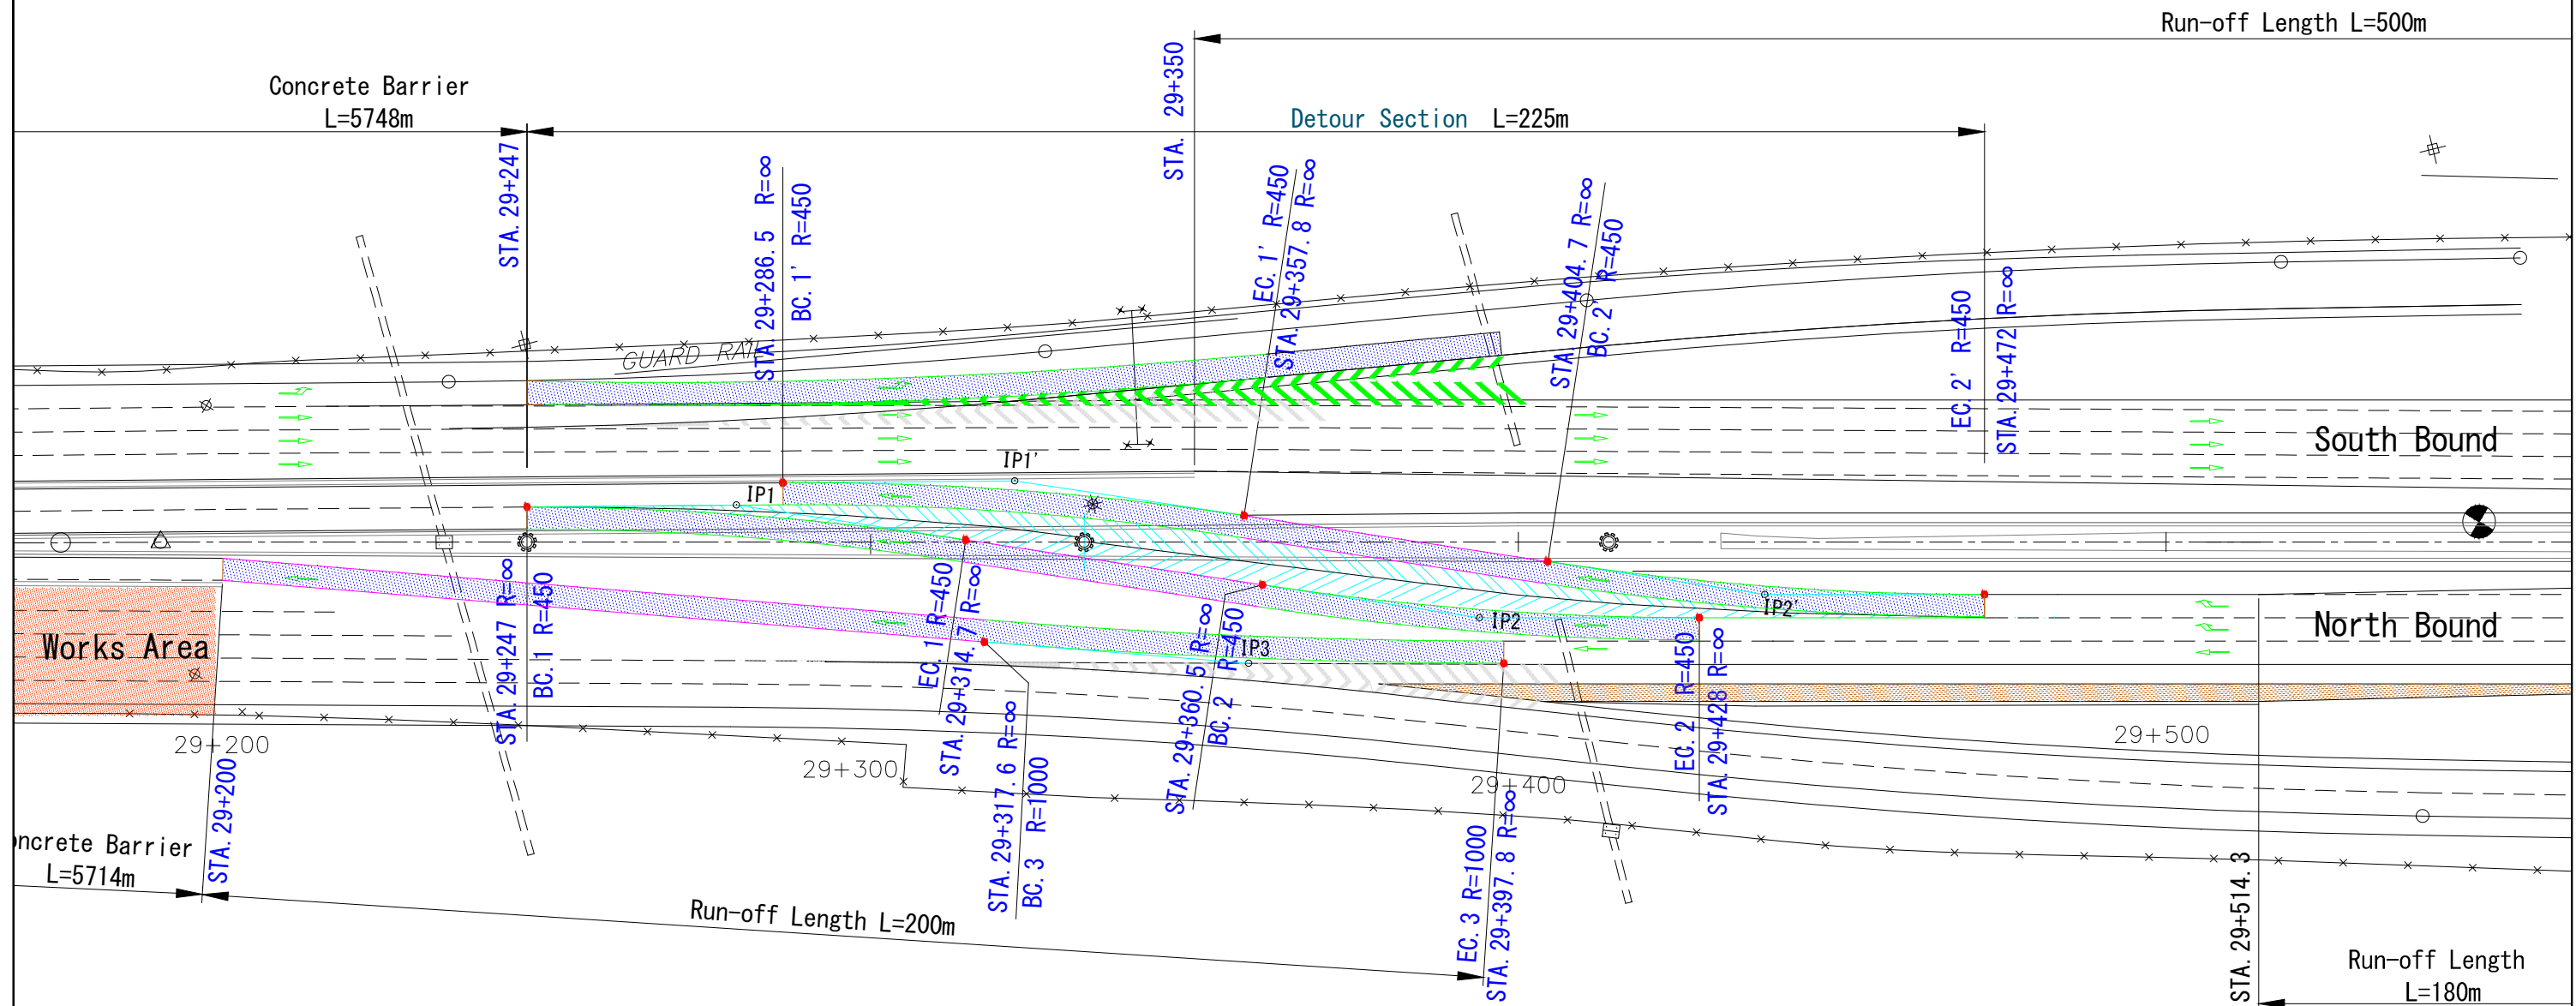 Run-off Length L=500m
STA. 29+350
Concrete Barrier
L=5748m
Detour Section L=225m
STA. 29+247
STA. 29+286.5 R=∞
BC. 1' R=450
EC. 1' R=450
STA. 29+357.8 R=∞
STA. 29+404.7 R=∞
BC. 2' R=450
EC. 2' R=450
STA. 29+472 R=∞
GUARD RAIL
South Bound
IP1'
IP1
IP2'
IP2
IP3
North Bound
Works Area
STA. 29+247 R=∞
BC. 1 R=450
EC. 1 R=450
STA. 29+314.7 R=∞
STA. 29+317.6 R=∞
BC. 3 R=1000
STA. 29+360.5 R=∞
BC. 2 R=450
EC. 2 R=450
STA. 29+428 R=∞
EC. 3 R=1000
STA. 29+397.8 R=∞
29+200
29+300
29+400
29+500
STA. 29+200
STA. 29+514.3
oncrete Barrier
L=5714m
Run-off Length L=200m
Run-off Length
L=180m